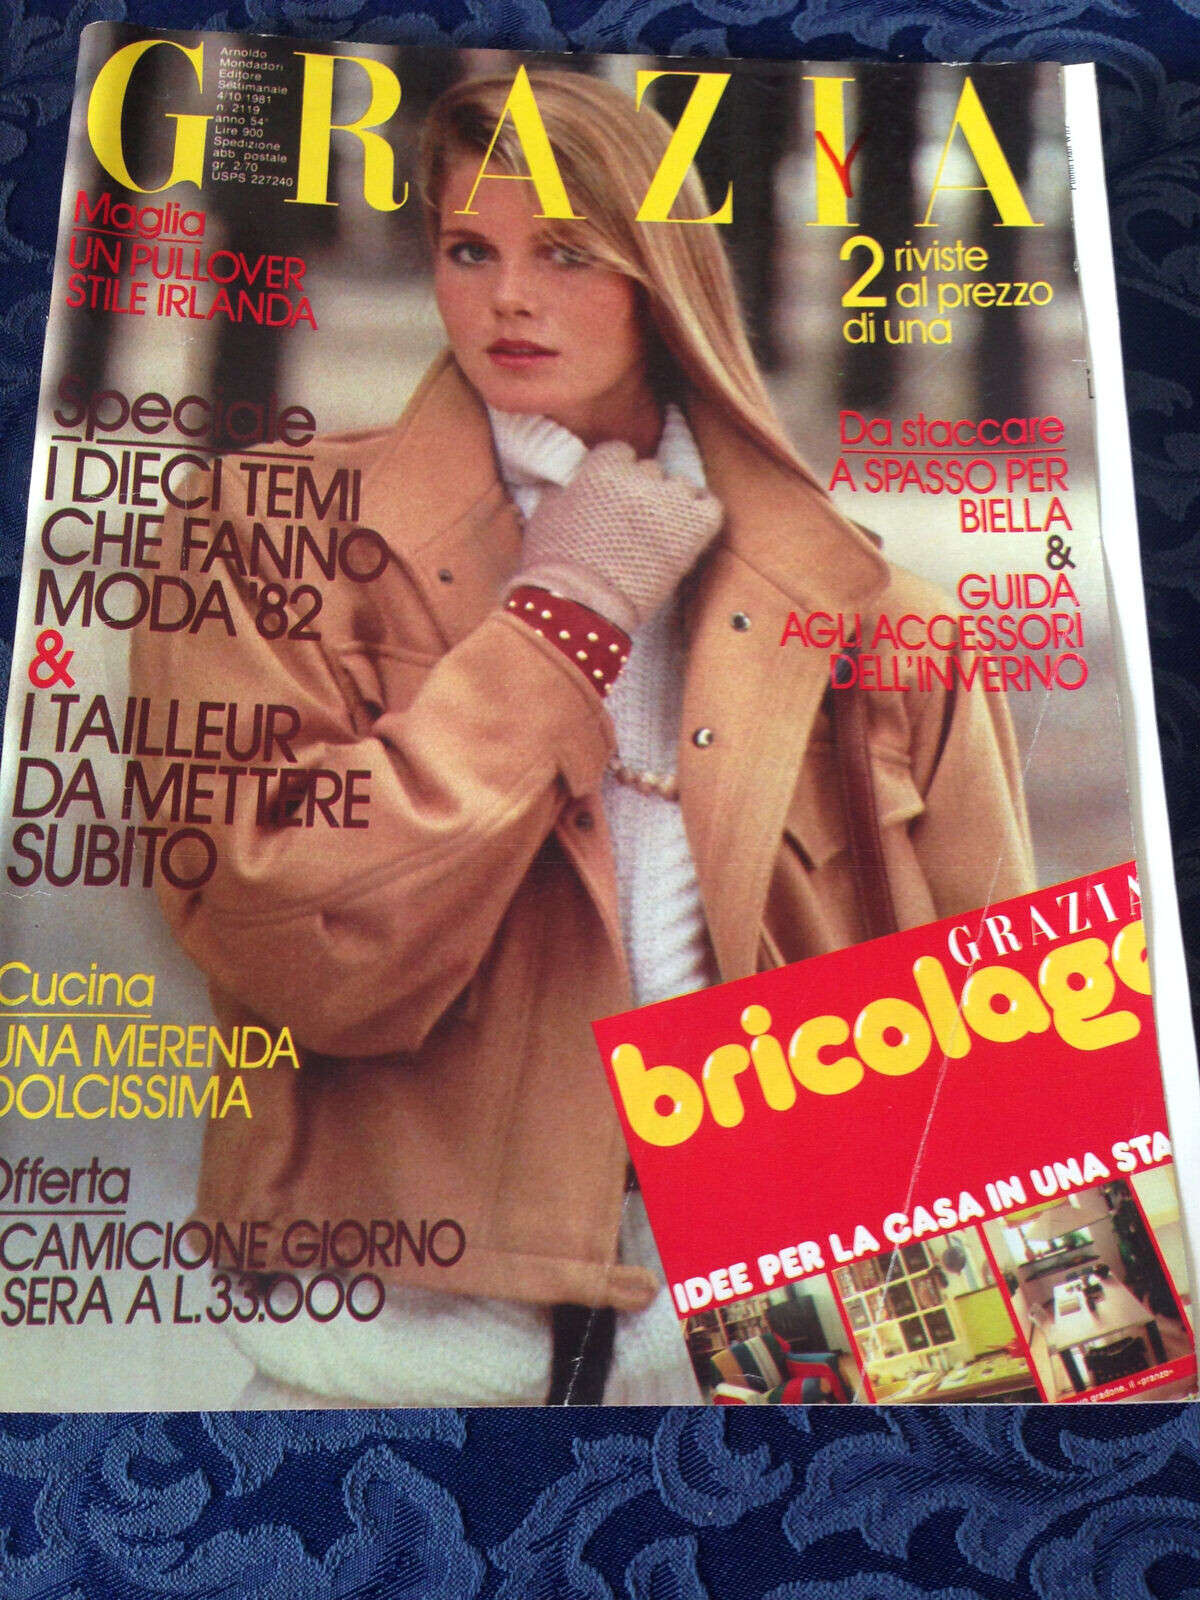 GRAZIA
Arnoldo
Mondadori
Editore
Settimanale
4/10/1981
n. 2119
anno 54°
Lire 900
Spedizione
abb. postale
gr. 2.70
USPS 227240
Y
Maglia
UN PULLOVER
STILE IRLANDA
2 riviste
al prezzo
di una
Speciale
I DIECI TEMI
CHE FANNO
MODA '82
&
I TAILLEUR
DA METTERE
SUBITO
Da staccare
A SPASSO PER
BIELLA
&
GUIDA
AGLI ACCESSORI
DELL'INVERNO
Cucina
UNA MERENDA
DOLCISSIMA
Offerta
CAMICIONE GIORNO
SERA A L.33.000
GRAZIA
bricolage
IDEE PER LA CASA IN UNA STA
gradone, il «pranzo»